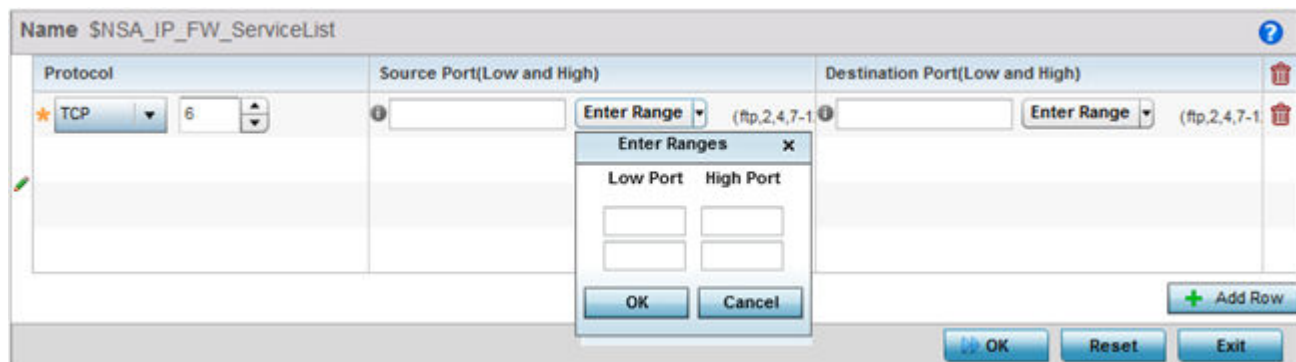 Name $NSA_IP_FW_ServiceList
Protocol Source Port(Low and High) Destination Port(Low and High)
TCP 6 Enter Range (ftp,2,4,7-1 Enter Range (ftp,2,4,7-1
Enter Ranges x
Low Port High Port
OK Cancel
Add Row
OK Reset Exit